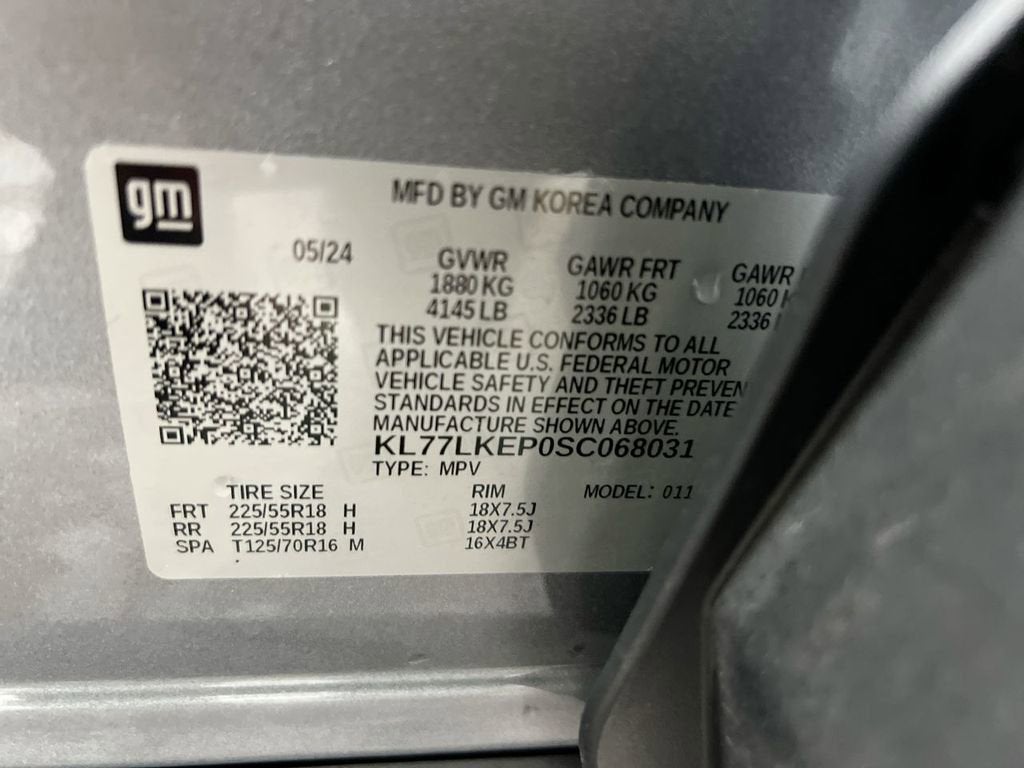 gm
MFD BY GM KOREA COMPANY
05/24
GVWR GAWR FRT GAWR
1880 KG 1060 KG 1060
4145 LB 2336 LB 2336
THIS VEHICLE CONFORMS TO ALL
APPLICABLE U.S. FEDERAL MOTOR
VEHICLE SAFETY AND THEFT PREVEN
STANDARDS IN EFFECT ON THE DATE
MANUFACTURE SHOWN ABOVE.
KL77LKEP0SC068031
TYPE: MPV
TIRE SIZE RIM MODEL: 011
FRT 225/55R18 H 18X7.5J
RR 225/55R18 H 18X7.5J
SPA T125/70R16 M 16X4BT